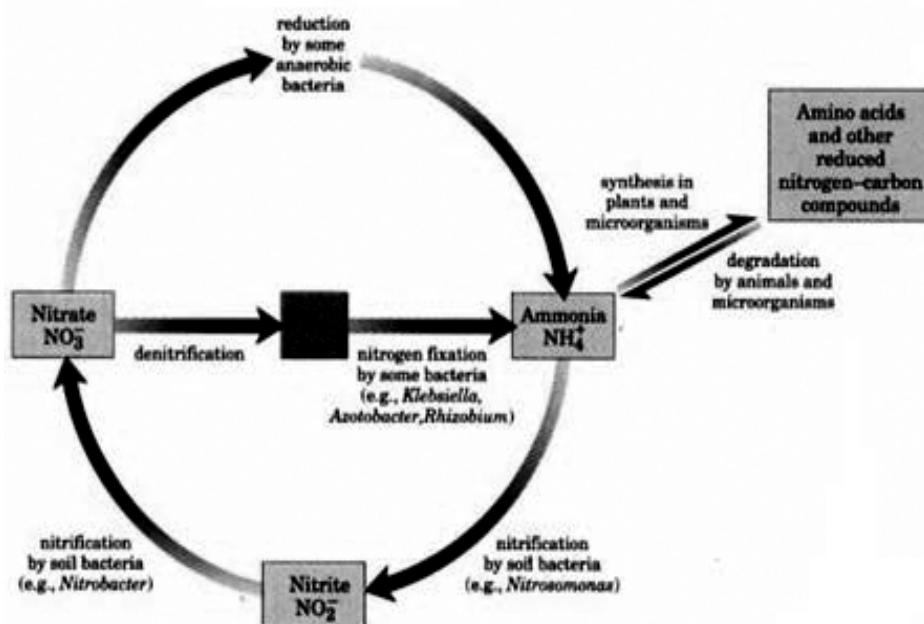 reduction
by some
anaerobic
bacteria
Amino acids
and other
reduced
nitrogen–carbon
compounds
synthesis in
plants and
microorganisms
degradation
by animals and
microorganisms
Nitrate
NO₃⁻
denitrification
nitrogen fixation
by some bacteria
(e.g., Klebsiella,
Azotobacter,Rhizobium)
Ammonia
NH₄⁺
nitrification
by soil bacteria
(e.g., Nitrobacter)
Nitrite
NO₂⁻
nitrification
by soil bacteria
(e.g., Nitrosomonas)